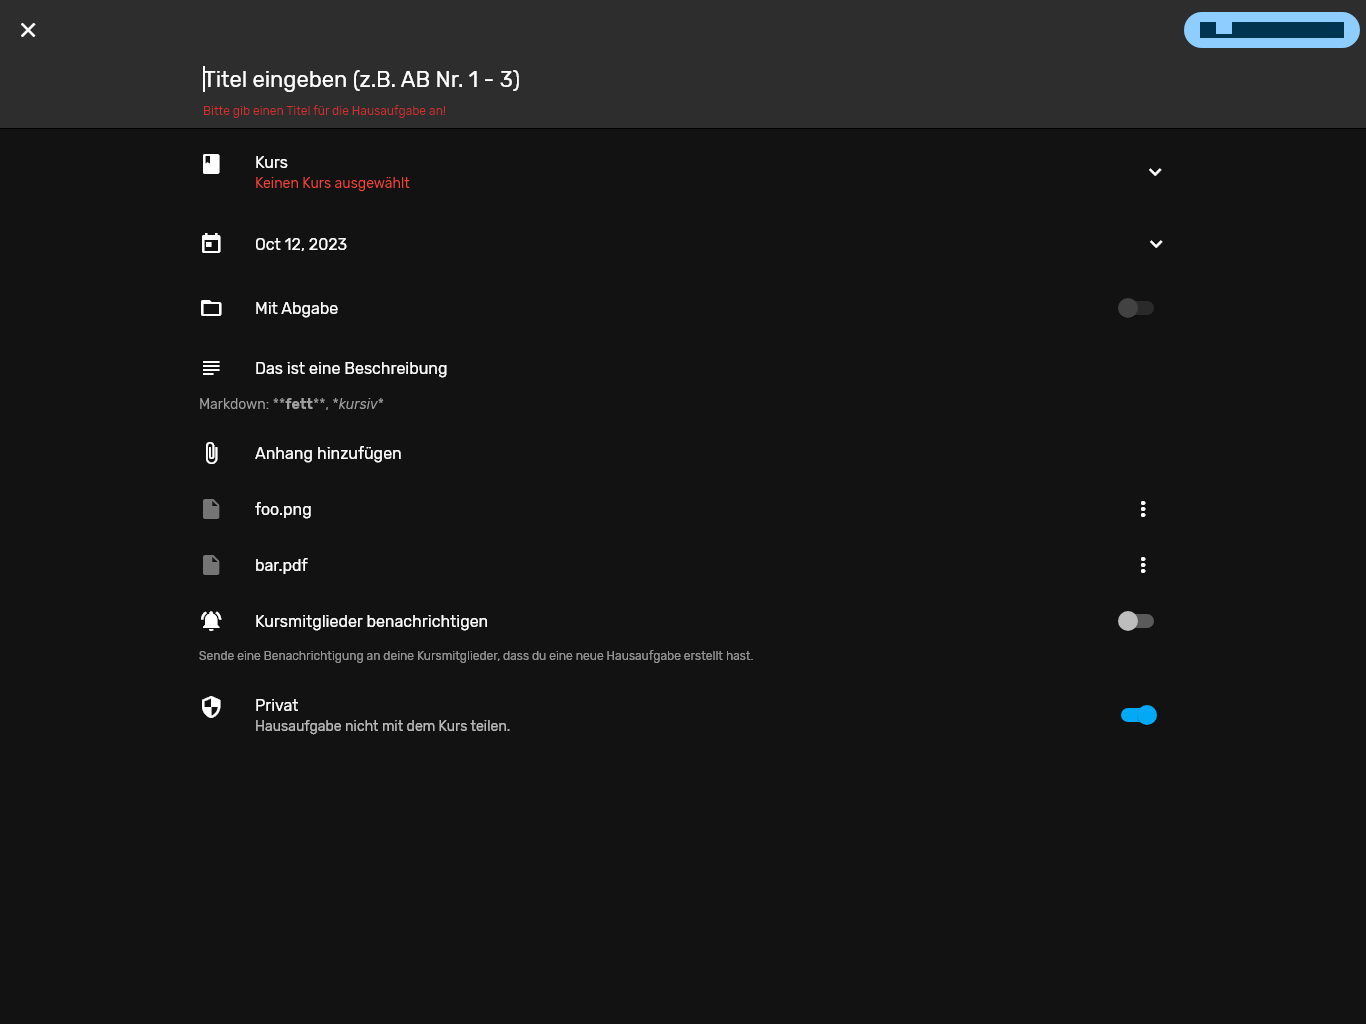 Titel eingeben (z.B. AB Nr. 1 - 3)
Bitte gib einen Titel für die Hausaufgabe an!
Kurs
Keinen Kurs ausgewählt
Oct 12, 2023
Mit Abgabe
Das ist eine Beschreibung
Markdown: **fett**, *kursiv*
Anhang hinzufügen
foo.png
bar.pdf
Kursmitglieder benachrichtigen
Sende eine Benachrichtigung an deine Kursmitglieder, dass du eine neue Hausaufgabe erstellt hast.
Privat
Hausaufgabe nicht mit dem Kurs teilen.